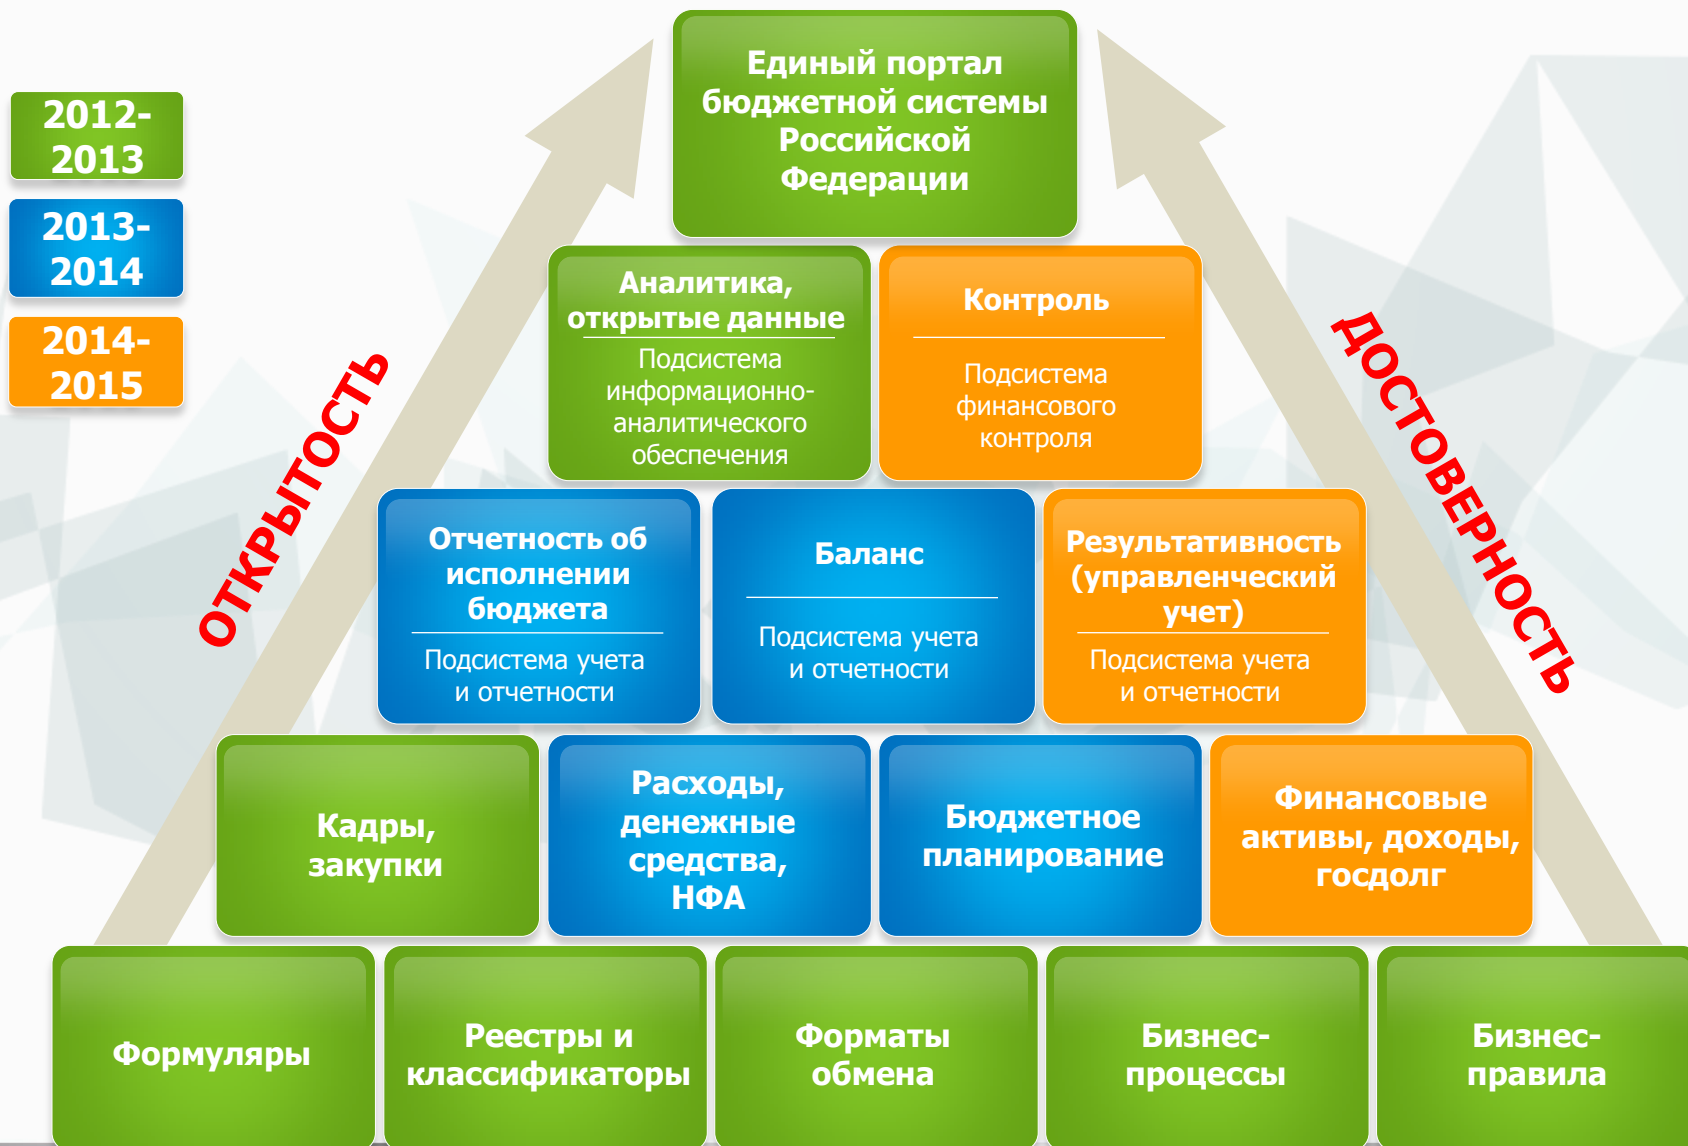 Единый портал
бюджетной системы
Российской
Федерации
2012-
2013
2013-
2014
2014-
2015
Аналитика,
открытые данные
Подсистема
информационно-
аналитического
обеспечения
Контроль
Подсистема
финансового
контроля
ОТКРЫТОСТЬ
ДОСТОВЕРНОСТЬ
Отчетность об
исполнении
бюджета
Подсистема учета
и отчетности
Баланс
Подсистема учета
и отчетности
Результативность
(управленческий
учет)
Подсистема учета
и отчетности
Кадры,
закупки
Расходы,
денежные
средства,
НФА
Бюджетное
планирование
Финансовые
активы, доходы,
госдолг
Формуляры
Реестры и
классификаторы
Форматы
обмена
Бизнес-
процессы
Бизнес-
правила